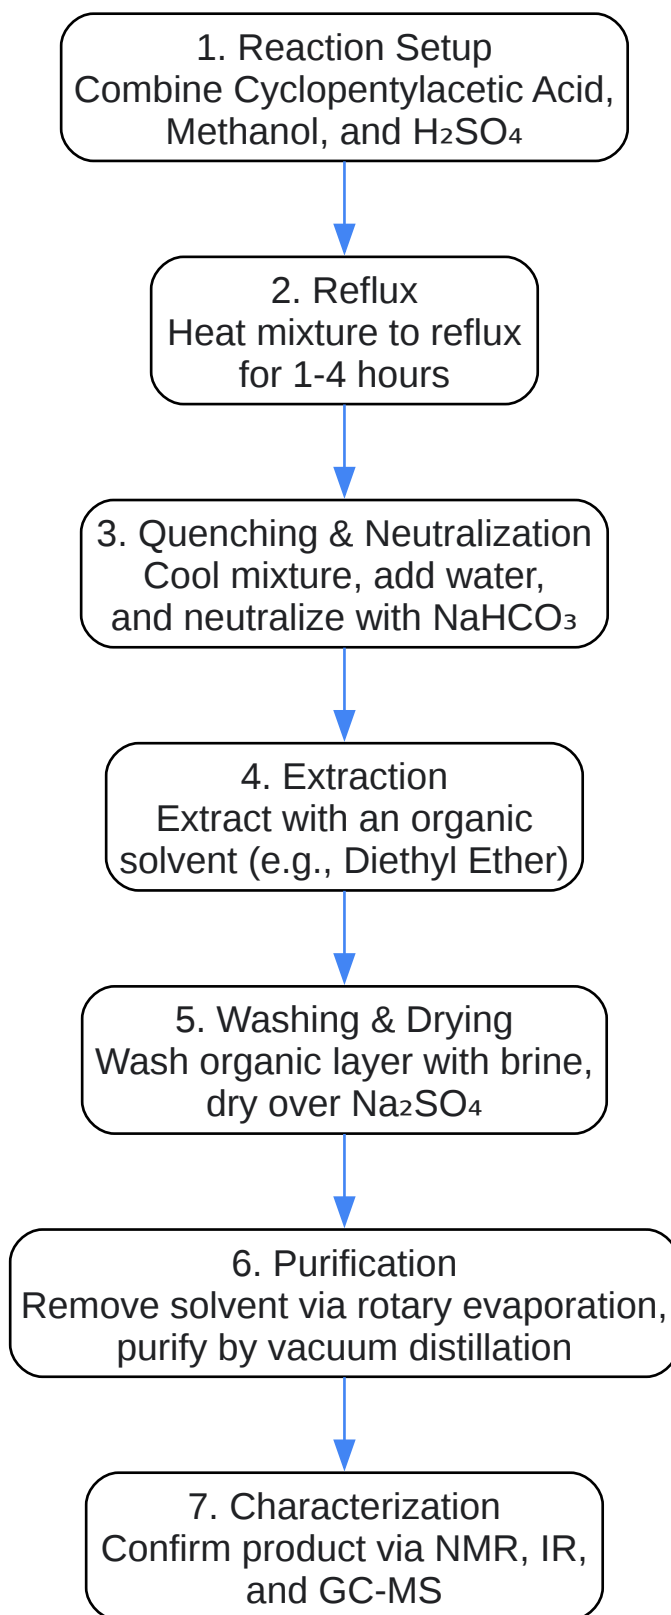 1. Reaction Setup
Combine Cyclopentylacetic Acid,
Methanol, and H₂SO₄
2. Reflux
Heat mixture to reflux
for 1-4 hours
3. Quenching & Neutralization
Cool mixture, add water,
and neutralize with NaHCO₃
4. Extraction
Extract with an organic
solvent (e.g., Diethyl Ether)
5. Washing & Drying
Wash organic layer with brine,
dry over Na₂SO₄
6. Purification
Remove solvent via rotary evaporation,
purify by vacuum distillation
7. Characterization
Confirm product via NMR, IR,
and GC-MS